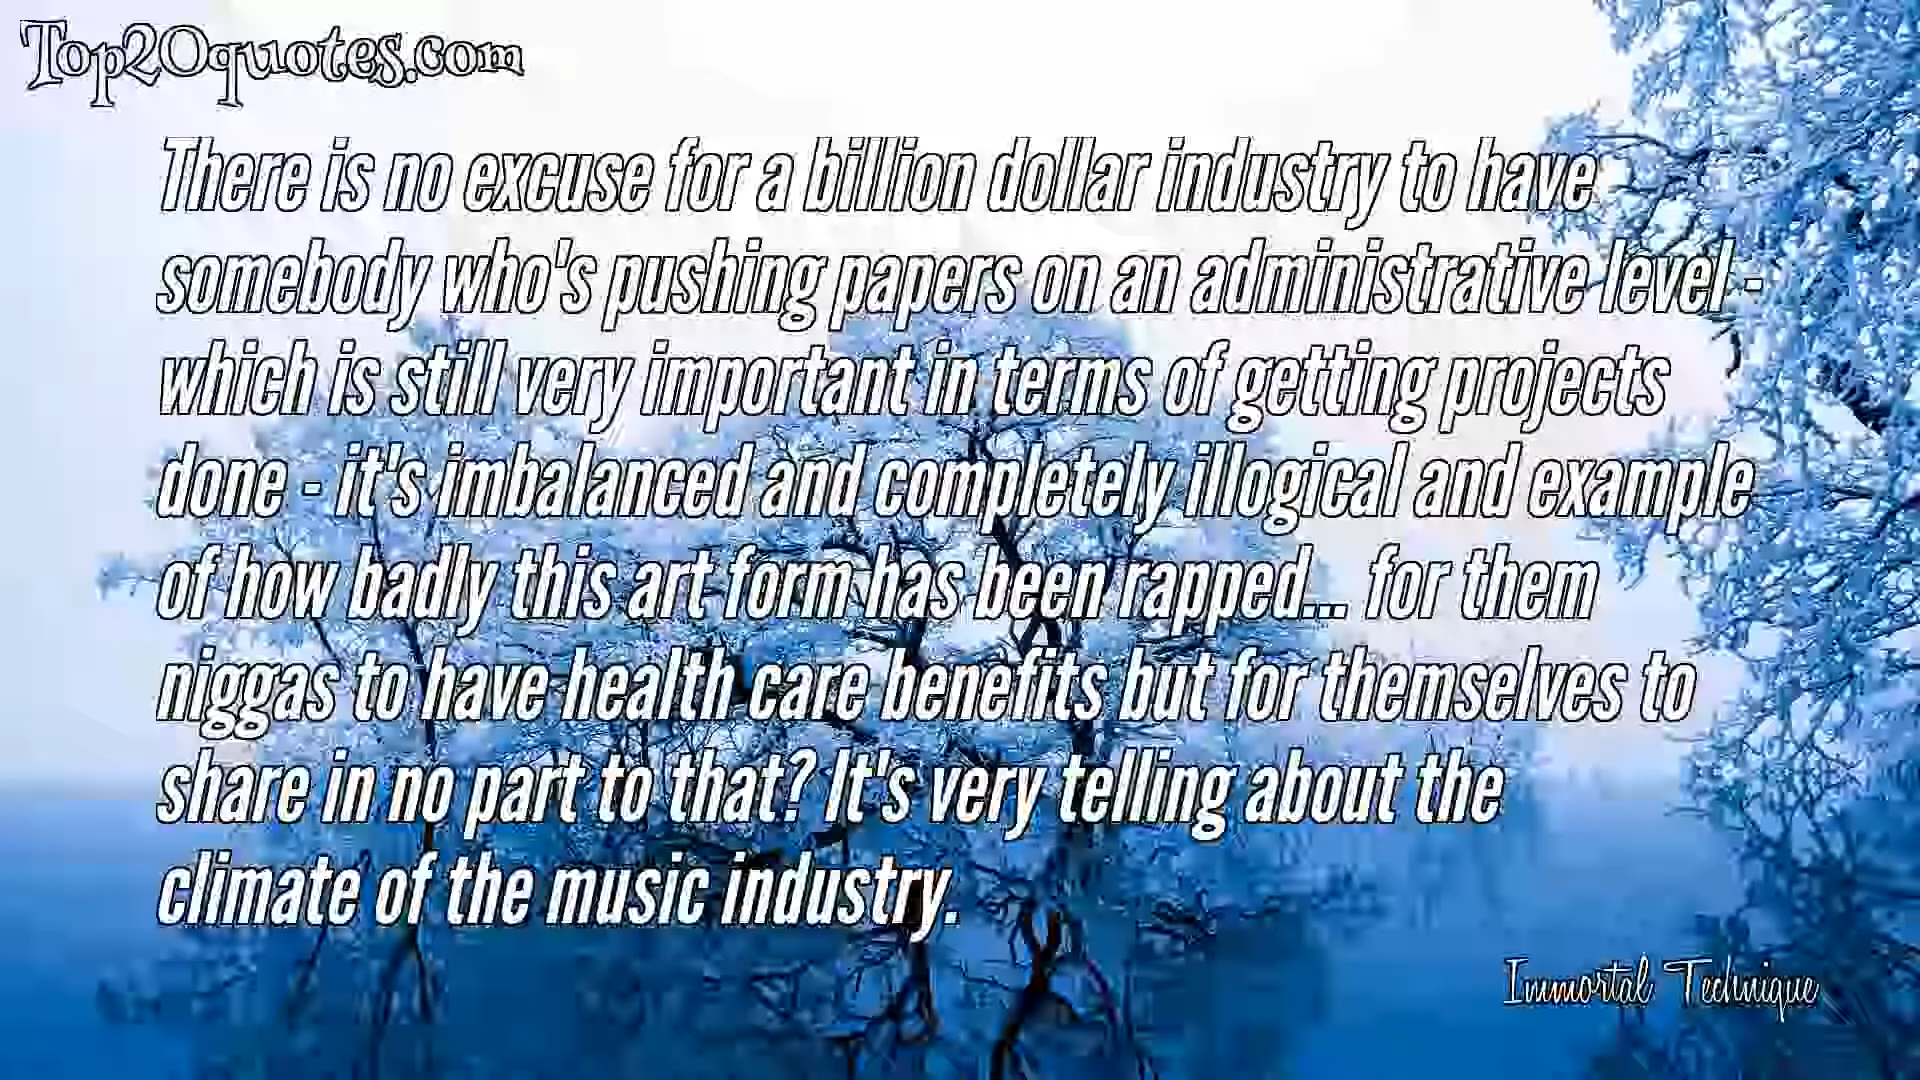 Top20quotes.com
There is no excuse for a billion dollar industry to have
somebody who's pushing papers on an administrative level -
which is still very important in terms of getting projects
done - it's imbalanced and completely illogical and example
of how badly this art form has been rapped... for them
niggas to have health care benefits but for themselves to
share in no part to that? It's very telling about the
climate of the music industry.
Immortal Technique